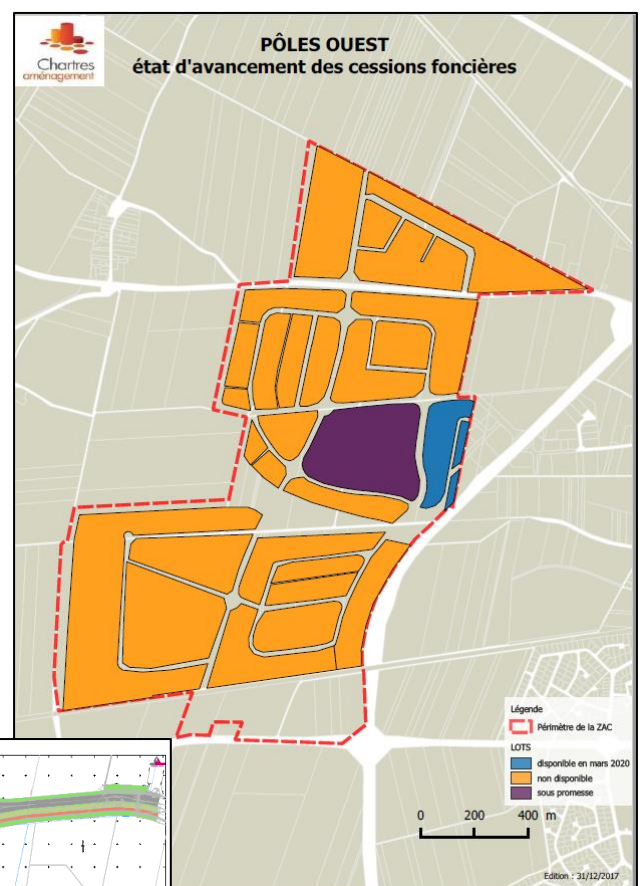 Chartres
aménagement
PÔLES OUEST
état d'avancement des cessions foncières
Légende
Périmètre de la ZAC
LOTS
disponible en mars 2020
non disponible
sous promesse
0 200 400 m
Edition : 31/12/2017